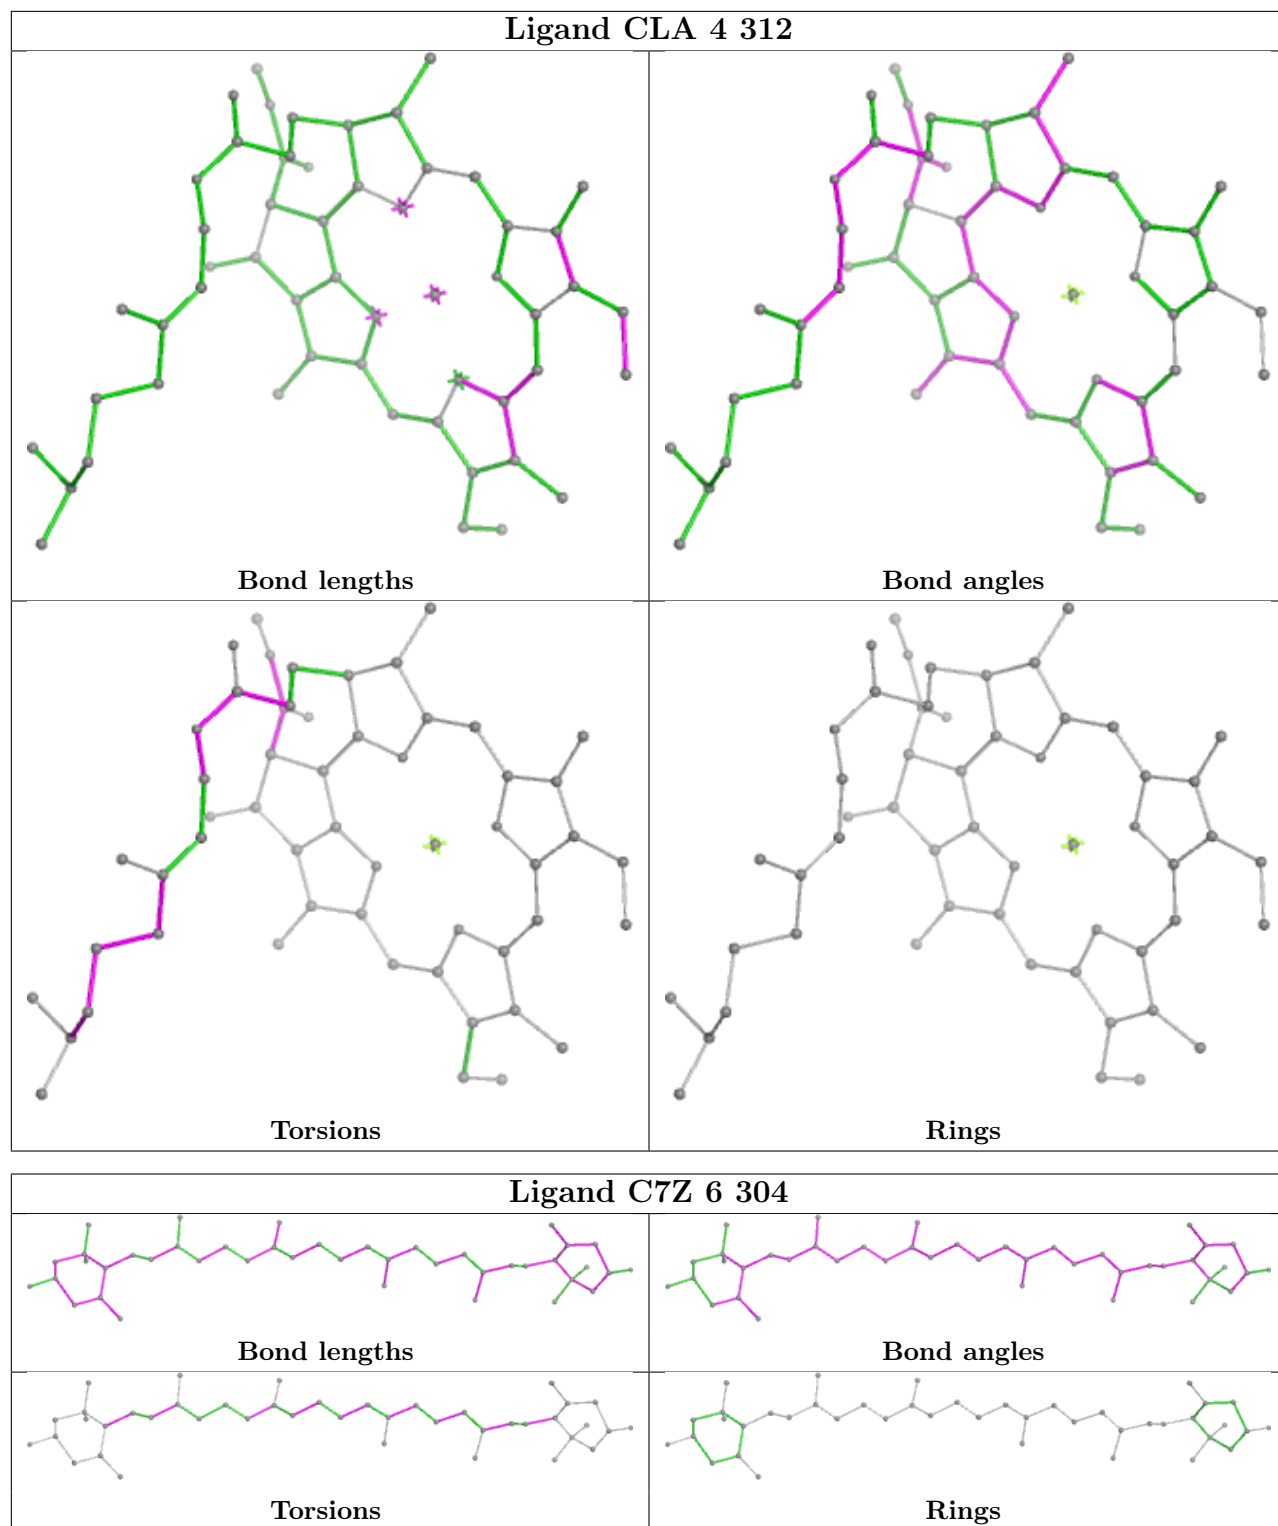 Ligand CLA 4 312
Bond lengths
Bond angles
Torsions
Rings
Ligand C7Z 6 304
Bond lengths
Bond angles
Torsions
Rings